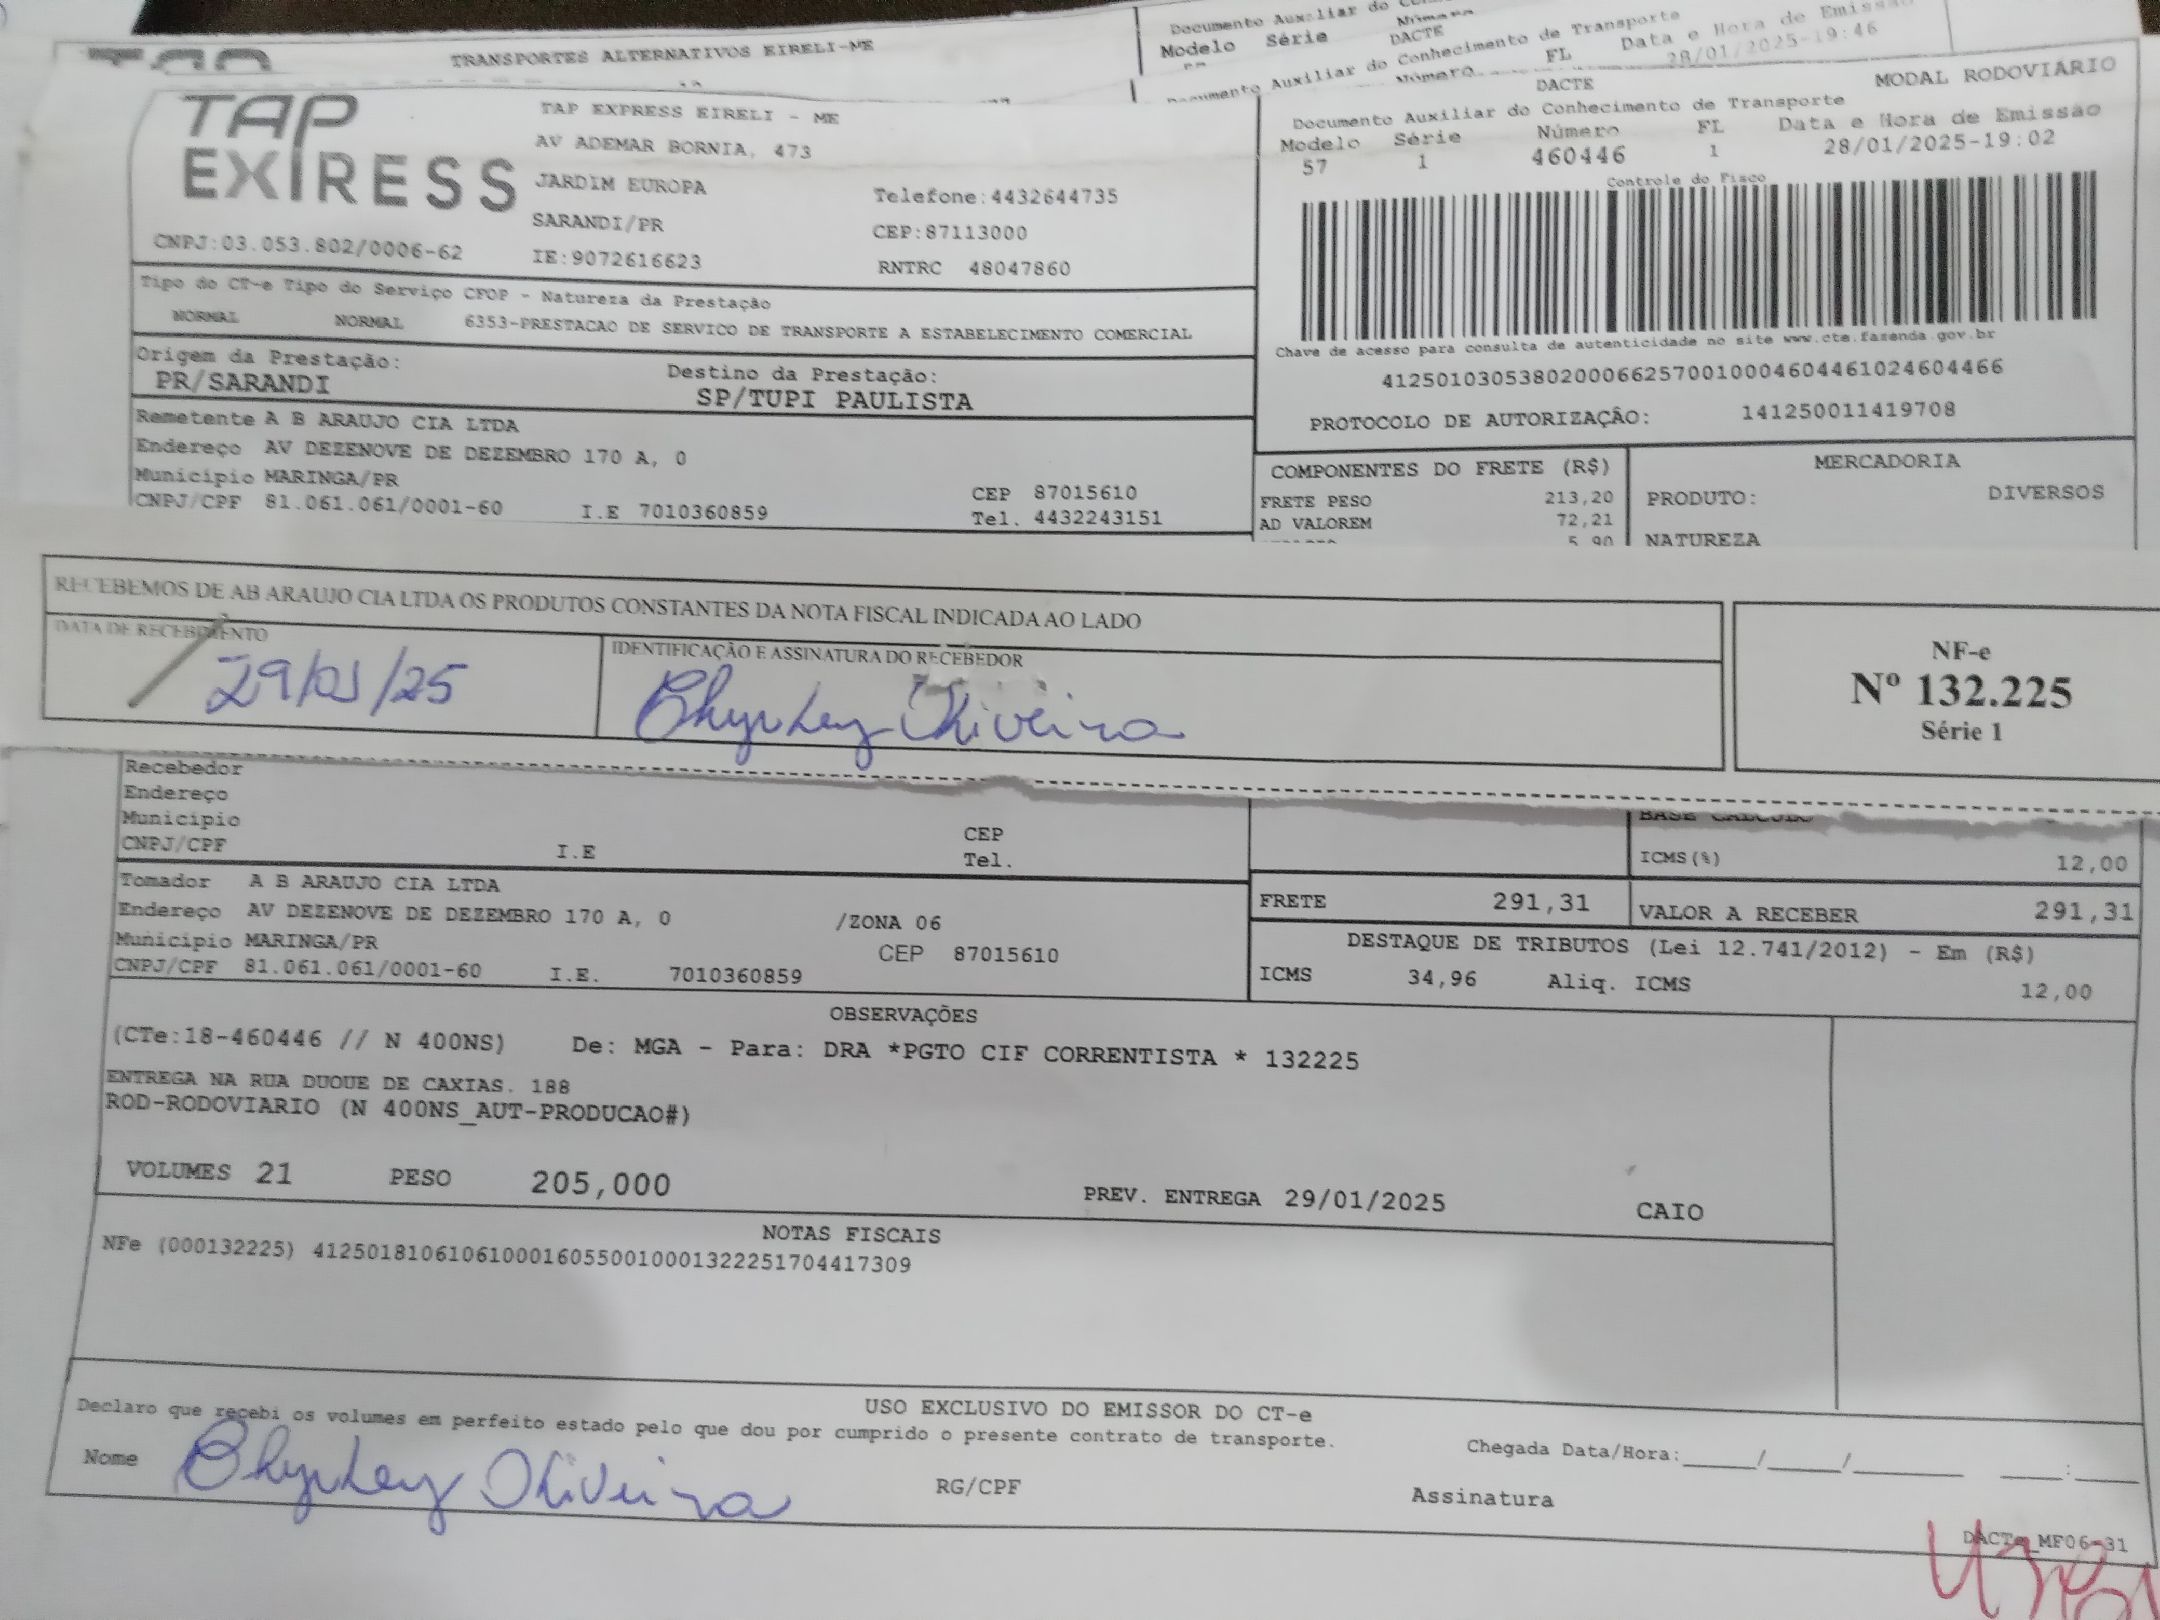 TRANSPORTES ALTERNATIVOS EIRELI-ME
Documento Auxiliar do
Modelo Série Número
DACTE
Documento Auxiliar do Conhecimento de Transporte
Número FL Data e Hora de Emissão
28/01/2025-19:46
TAP EXPRESS
TAP EXPRESS EIRELI - ME
AV ADEMAR BORNIA, 473
JARDIM EUROPA Telefone:4432644735
SARANDI/PR CEP:87113000
CNPJ:03.053.802/0006-62 IE:9072616623 RNTRC 48047860
DACTE MODAL RODOVIÁRIO
Documento Auxiliar do Conhecimento de Transporte
Modelo Série Número FL Data e Hora de Emissão
57 1 460446 1 28/01/2025-19:02
Controle do Fisco
Chave de acesso para consulta de autenticidade no site www.cte.fazenda.gov.br
41250103053802000662570010004604461024604466
PROTOCOLO DE AUTORIZAÇÃO: 141250011419708
Tipo do CT-e Tipo do Serviço CFOP - Natureza da Prestação
NORMAL NORMAL 6353-PRESTACAO DE SERVICO DE TRANSPORTE A ESTABELECIMENTO COMERCIAL
Origem da Prestação: Destino da Prestação:
PR/SARANDI SP/TUPI PAULISTA
Remetente A B ARAUJO CIA LTDA
Endereço AV DEZENOVE DE DEZEMBRO 170 A, 0
Município MARINGA/PR CEP 87015610
CNPJ/CPF 81.061.061/0001-60 I.E 7010360859 Tel. 4432243151
COMPONENTES DO FRETE (R$) MERCADORIA
FRETE PESO 213,20 PRODUTO: DIVERSOS
AD VALOREM 72,21
5,90 NATUREZA
RECEBEMOS DE AB ARAUJO CIA LTDA OS PRODUTOS CONSTANTES DA NOTA FISCAL INDICADA AO LADO
DATA DE RECEBIMENTO IDENTIFICAÇÃO E ASSINATURA DO RECEBEDOR
29/01/25 Oliveira
NF-e
Nº 132.225
Série 1
Recebedor
Endereço
Município CEP
CNPJ/CPF I.E Tel.
BASE CALCULO
ICMS(%) 12,00
Tomador A B ARAUJO CIA LTDA
Endereço AV DEZENOVE DE DEZEMBRO 170 A, 0 /ZONA 06
Município MARINGA/PR CEP 87015610
CNPJ/CPF 81.061.061/0001-60 I.E. 7010360859
FRETE 291,31 VALOR A RECEBER 291,31
DESTAQUE DE TRIBUTOS (Lei 12.741/2012) - Em (R$)
ICMS 34,96 Aliq. ICMS 12,00
OBSERVAÇÕES
(CTe:18-460446 // N 400NS) De: MGA - Para: DRA *PGTO CIF CORRENTISTA * 132225
ENTREGA NA RUA DUQUE DE CAXIAS. 188
ROD-RODOVIARIO (N 400NS_AUT-PRODUCAO#)
VOLUMES 21 PESO 205,000 PREV. ENTREGA 29/01/2025 CAIO
NOTAS FISCAIS
NFe (000132225) 41250181061061000160550010001322251704417309
USO EXCLUSIVO DO EMISSOR DO CT-e
Declaro que recebi os volumes em perfeito estado pelo que dou por cumprido o presente contrato de transporte.
Chegada Data/Hora:_____/_____/_________ ____:_____
Nome Oliveira RG/CPF Assinatura